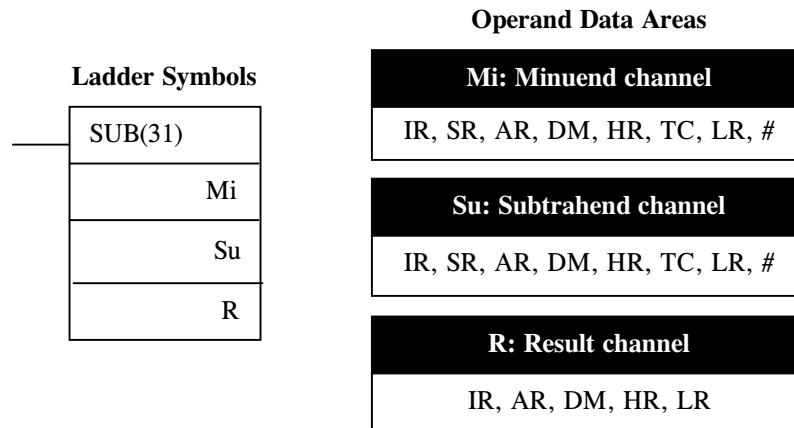 Operand Data Areas
Ladder Symbols
SUB(31)
Mi
Su
R
Mi: Minuend channel
IR, SR, AR, DM, HR, TC, LR, #
Su: Subtrahend channel
IR, SR, AR, DM, HR, TC, LR, #
R: Result channel
IR, AR, DM, HR, LR